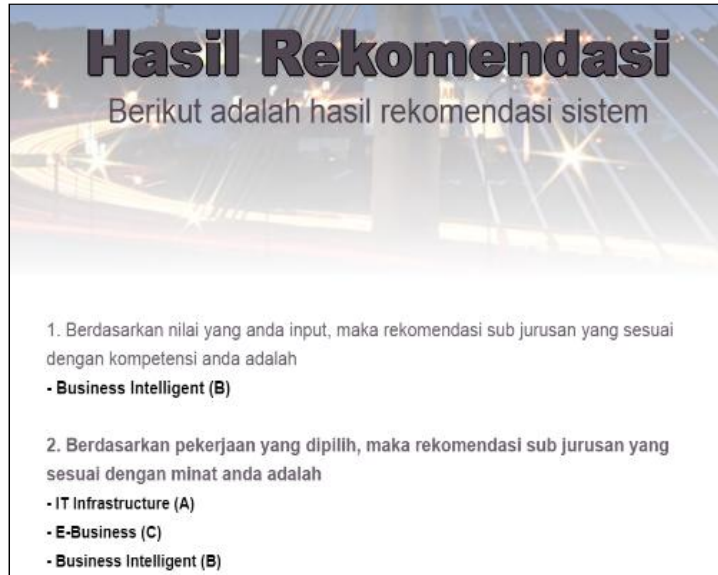 Hasil Rekomendasi
Berikut adalah hasil rekomendasi sistem
1. Berdasarkan nilai yang anda input, maka rekomendasi sub jurusan yang sesuai
dengan kompetensi anda adalah
- Business Intelligent (B)
2. Berdasarkan pekerjaan yang dipilih, maka rekomendasi sub jurusan yang
sesuai dengan minat anda adalah
- IT Infrastructure (A)
- E-Business (C)
- Business Intelligent (B)